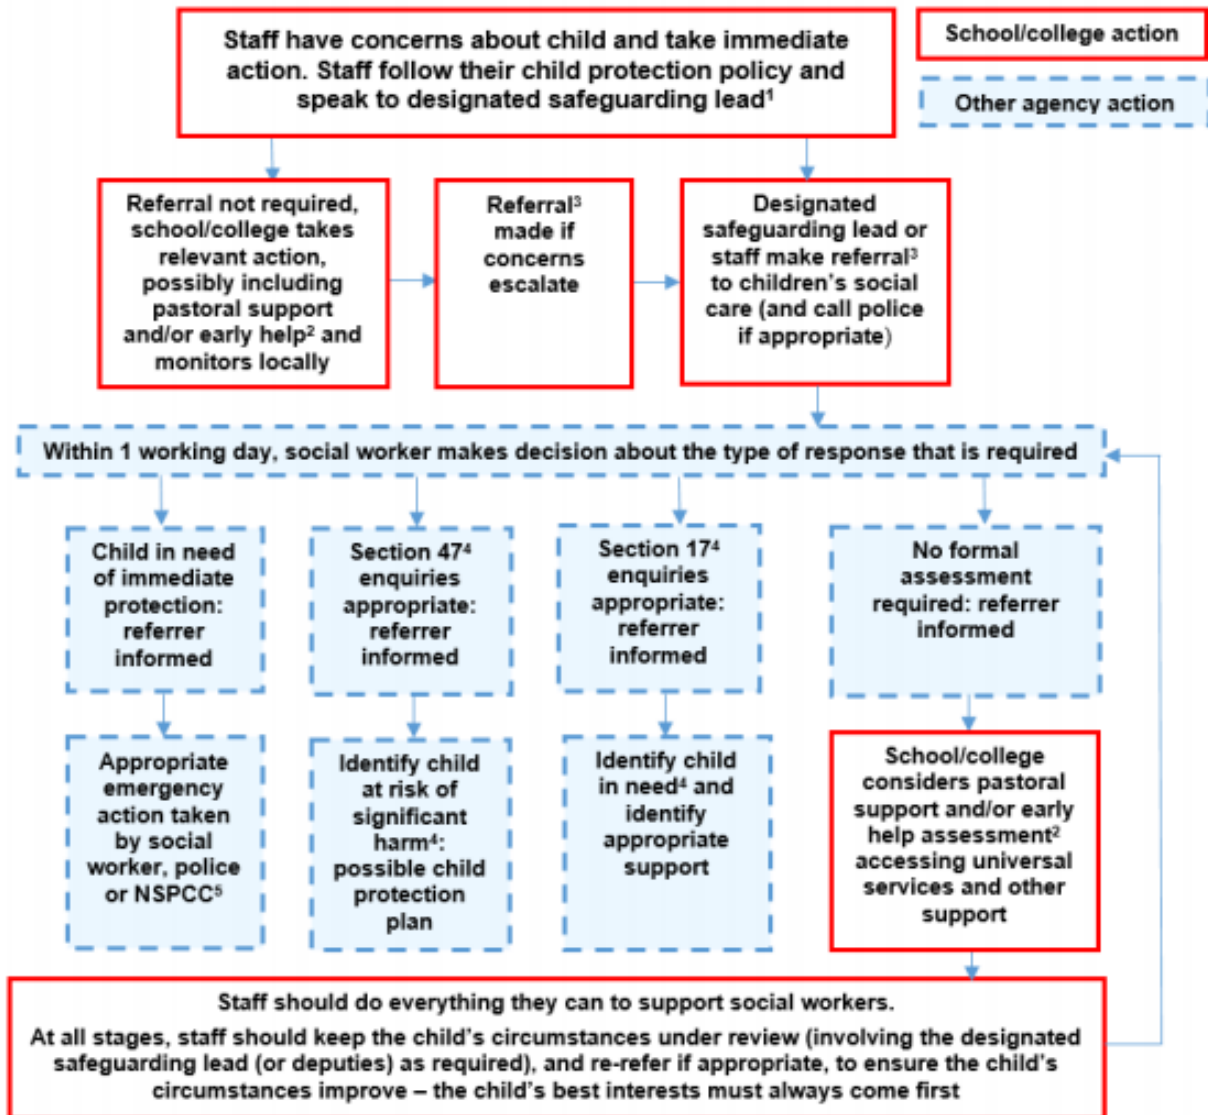 Staff have concerns about child and take immediate
action. Staff follow their child protection policy and
speak to designated safeguarding lead¹
School/college action
Other agency action
Referral not required,
school/college takes
relevant action,
possibly including
pastoral support
and/or early help² and
monitors locally
Referral³
made if
concerns
escalate
Designated
safeguarding lead or
staff make referral³
to children's social
care (and call police
if appropriate)
Within 1 working day, social worker makes decision about the type of response that is required
Child in need
of immediate
protection:
referrer
informed
Section 47⁴
enquiries
appropriate:
referrer
informed
Section 17⁴
enquiries
appropriate:
referrer
informed
No formal
assessment
required: referrer
informed
Appropriate
emergency
action taken
by social
worker, police
or NSPCC⁵
Identify child
at risk of
significant
harm⁴:
possible child
protection
plan
Identify child
in need⁴ and
identify
appropriate
support
School/college
considers pastoral
support and/or early
help assessment²
accessing universal
services and other
support
Staff should do everything they can to support social workers.
At all stages, staff should keep the child's circumstances under review (involving the designated
safeguarding lead (or deputies) as required), and re-refer if appropriate, to ensure the child's
circumstances improve – the child's best interests must always come first